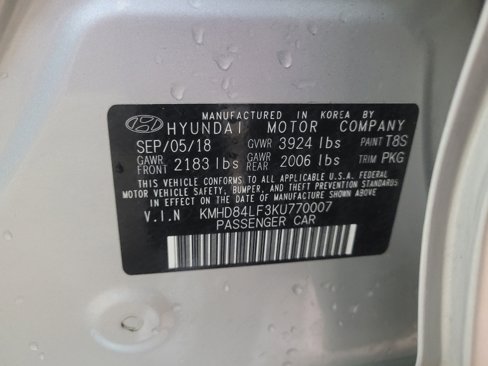 MANUFACTURED IN KOREA BY
HYUNDAI MOTOR COMPANY
SEP/05/18 GVWR 3924 lbs PAINT T8S
GAWR FRONT 2183 lbs GAWR REAR 2006 lbs TRIM PKG
THIS VEHICLE CONFORMS TO ALL APPLICABLE U.S.A. FEDERAL
MOTOR VEHICLE SAFETY, BUMPER, AND THEFT PREVENTION STANDARDS
IN EFFECT ON THE DATE OF MANUFACTURE SHOWN ABOVE
V.I.N KMHD84LF3KU770007
PASSENGER CAR